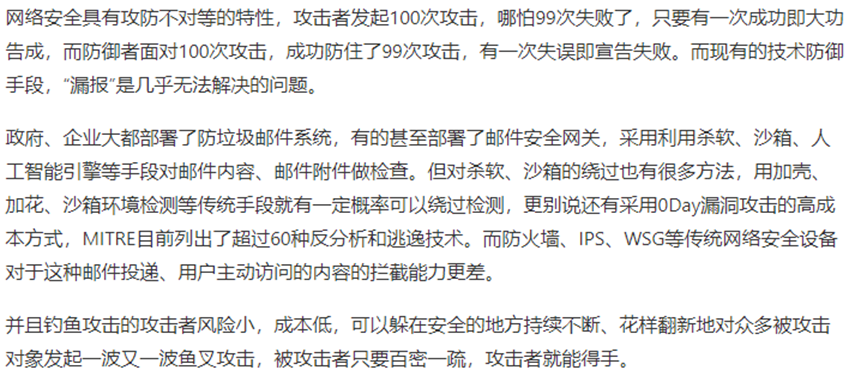 网络安全具有攻防不对等的特性，攻击者发起100次攻击，哪怕99次失败了，只要有一次成功即大功
告成，而防御者面对100次攻击，成功防住了99次攻击，有一次失误即宣告失败。而现有的技术防御
手段，“漏报”是几乎无法解决的问题。
政府、企业大都部署了防垃圾邮件系统，有的甚至部署了邮件安全网关，采用利用杀软、沙箱、人
工智能引擎等手段对邮件内容、邮件附件做检查。但对杀软、沙箱的绕过也有很多方法，用加壳、
加花、沙箱环境检测等传统手段就有一定概率可以绕过检测，更别说还有采用0Day漏洞攻击的高成
本方式，MITRE目前列出了超过60种反分析和逃逸技术。而防火墙、IPS、WSG等传统网络安全设备
对于这种邮件投递、用户主动访问的内容的拦截能力更差。
并且钓鱼攻击的攻击者风险小，成本低，可以躲在安全的地方持续不断、花样翻新地对众多被攻击
对象发起一波又一波鱼叉攻击，被攻击者只要百密一疏，攻击者就能得手。